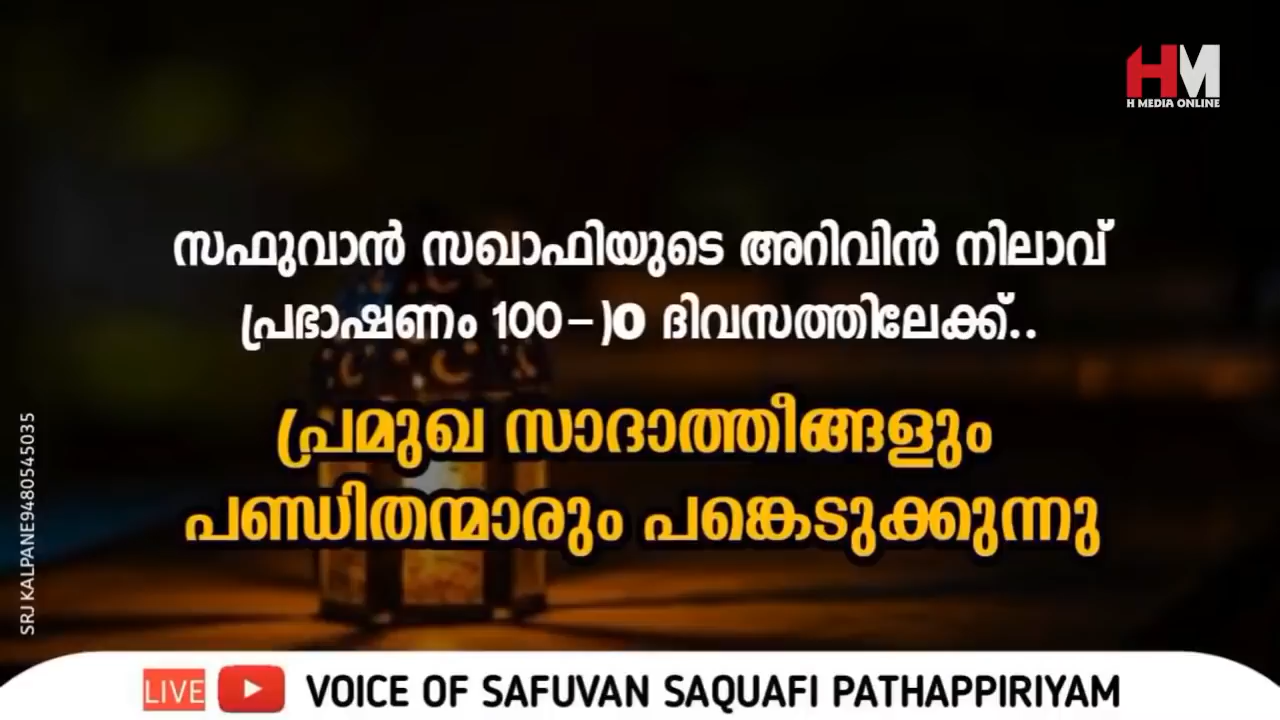 HM
H MEDIA ONLINE
സഫുവാൻ സഖാഫിയുടെ അറിവിൻ നിലാവ്
പ്രഭാഷണം 100-)o ദിവസത്തിലേക്ക്..
പ്രമുഖ സാദാത്തീങ്ങളും
പണ്ഡിതന്മാരും പങ്കെടുക്കുന്നു
SRJ KALPANE9480545035
LIVE VOICE OF SAFUVAN SAQUAFI PATHAPPIRIYAM